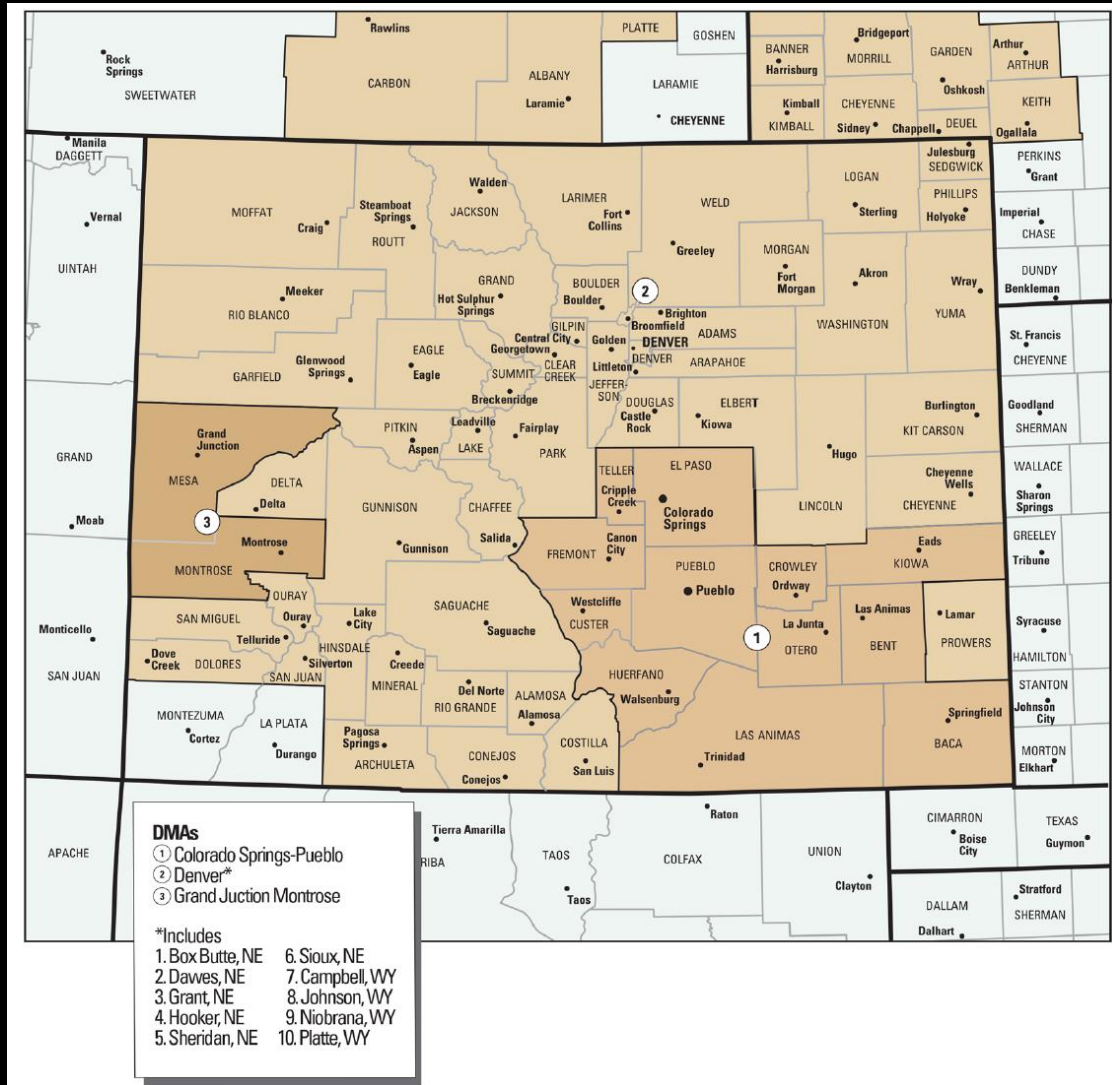 Rawlins
PLATTE
GOSHEN
Rock
Springs
SWEETWATER
CARBON
ALBANY
Laramie
LARAMIE
CHEYENNE
BANNER
Harrisburg
Bridgeport
MORRILL
GARDEN
Oshkosh
Arthur
ARTHUR
Kimball
KIMBALL
CHEYENNE
Sidney
Chappell
DEUEL
KEITH
Ogallala
Manila
DAGGETT
Vernal
UINTAH
MOFFAT
Craig
Steamboat
Springs
ROUTT
Walden
JACKSON
LARIMER
Fort
Collins
WELD
Greeley
LOGAN
Sterling
Julesburg
SEDGWICK
PHILLIPS
Holyoke
PERKINS
Grant
Imperial
CHASE
DUNDY
Benkleman
Meeker
RIO BLANCO
GRAND
Hot Sulphur
Springs
BOULDER
Boulder
2
MORGAN
Fort
Morgan
Akron
WASHINGTON
Wray
YUMA
Brighton
Broomfield
ADAMS
GILPIN
Central City
Georgetown
CLEAR
CREEK
Golden
DENVER
DENVER
Littleton
ARAPAHOE
JEFFER-
SON
St. Francis
CHEYENNE
Glenwood
Springs
GARFIELD
EAGLE
Eagle
SUMMIT
Breckenridge
DOUGLAS
Castle
Rock
ELBERT
Kiowa
Burlington
KIT CARSON
Goodland
SHERMAN
GRAND
Moab
Grand
Junction
MESA
3
DELTA
Delta
PITKIN
Aspen
Leadville
LAKE
Fairplay
PARK
Hugo
LINCOLN
Cheyenne
Wells
CHEYENNE
WALLACE
Sharon
Springs
GUNNISON
Gunnison
CHAFFEE
Salida
TELLER
Cripple
Creek
EL PASO
Colorado
Springs
GREELEY
Tribune
Montrose
MONTROSE
FREMONT
Canon
City
PUEBLO
Pueblo
CROWLEY
Ordway
Eads
KIOWA
OURAY
Ouray
SAN MIGUEL
Telluride
Lake
City
HINSDALE
SAGUACHE
Saguache
Westcliffe
CUSTER
1
La Junta
OTERO
Las Animas
BENT
Lamar
PROWERS
Syracuse
HAMILTON
Monticello
SAN JUAN
Dove
Creek
DOLORES
Silverton
SAN JUAN
Creede
MINERAL
Del Norte
RIO GRANDE
ALAMOSA
Alamosa
HUERFANO
Walsenburg
STANTON
Johnson
City
MONTEZUMA
Cortez
LA PLATA
Durango
Pagosa
Springs
ARCHULETA
CONEJOS
Conejos
COSTILLA
San Luis
LAS ANIMAS
Trinidad
Springfield
BACA
MORTON
Elkhart
APACHE
Tierra Amarilla
RIBA
TAOS
Taos
Raton
COLFAX
UNION
Clayton
CIMARRON
Boise
City
TEXAS
Guymon
DALLAM
Dalhart
Stratford
SHERMAN
DMAs
1 Colorado Springs-Pueblo
2 Denver*
3 Grand Juction Montrose
*Includes
1. Box Butte, NE 6. Sioux, NE
2. Dawes, NE 7. Campbell, WY
3. Grant, NE 8. Johnson, WY
4. Hooker, NE 9. Niobrana, WY
5. Sheridan, NE 10. Platte, WY